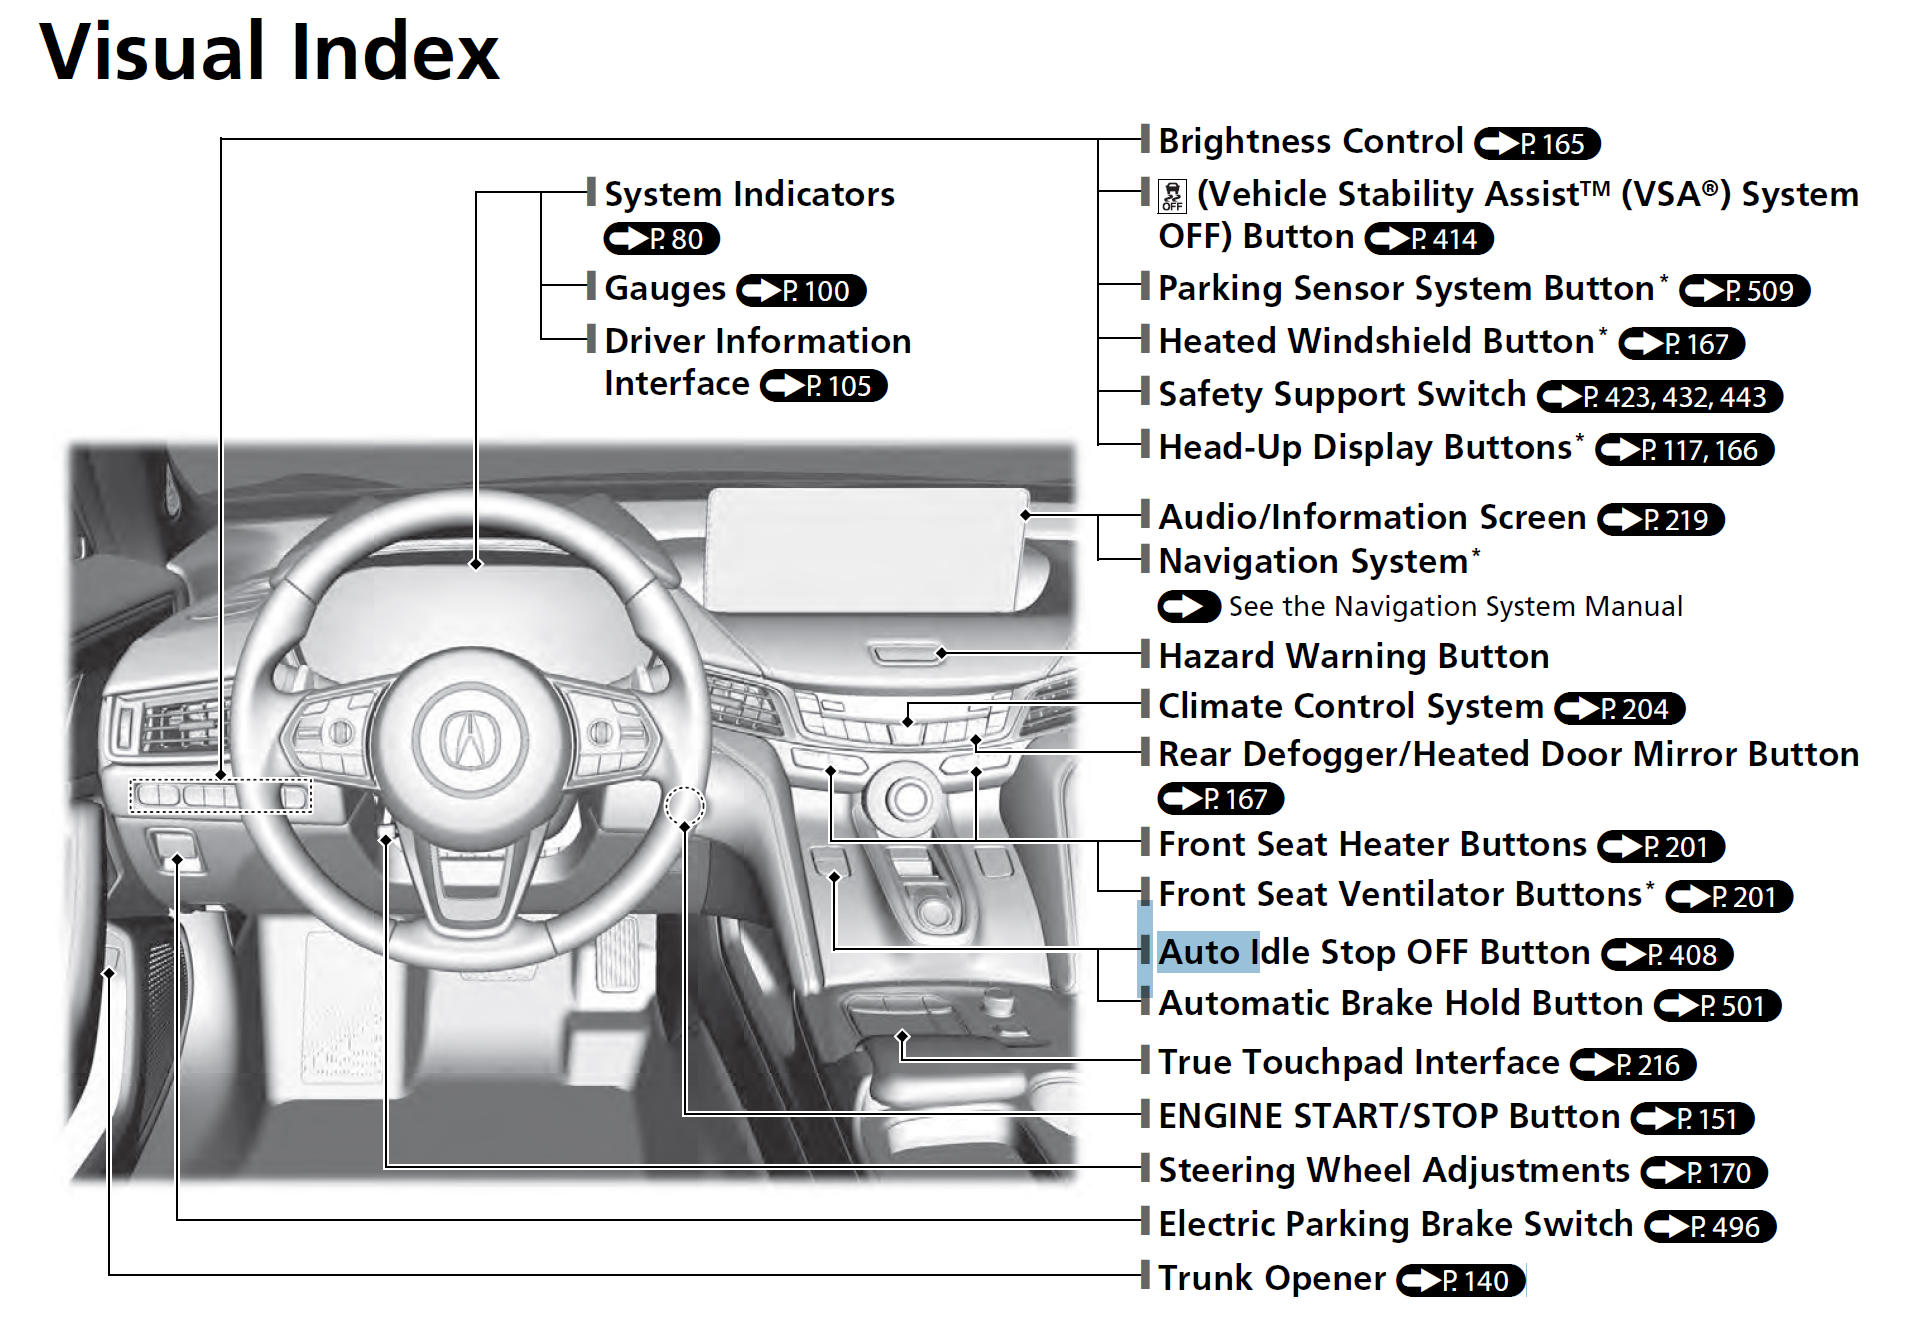 Visual Index
System Indicators
P. 80
Gauges P. 100
Driver Information
Interface P. 105
Brightness Control P. 165
OFF (Vehicle Stability Assist™ (VSA®) System
OFF) Button P. 414
Parking Sensor System Button* P. 509
Heated Windshield Button* P. 167
Safety Support Switch P. 423, 432, 443
Head-Up Display Buttons* P. 117, 166
Audio/Information Screen P. 219
Navigation System*
See the Navigation System Manual
Hazard Warning Button
Climate Control System P. 204
Rear Defogger/Heated Door Mirror Button
P. 167
Front Seat Heater Buttons P. 201
Front Seat Ventilator Buttons* P. 201
Auto Idle Stop OFF Button P. 408
Automatic Brake Hold Button P. 501
True Touchpad Interface P. 216
ENGINE START/STOP Button P. 151
Steering Wheel Adjustments P. 170
Electric Parking Brake Switch P. 496
Trunk Opener P. 140